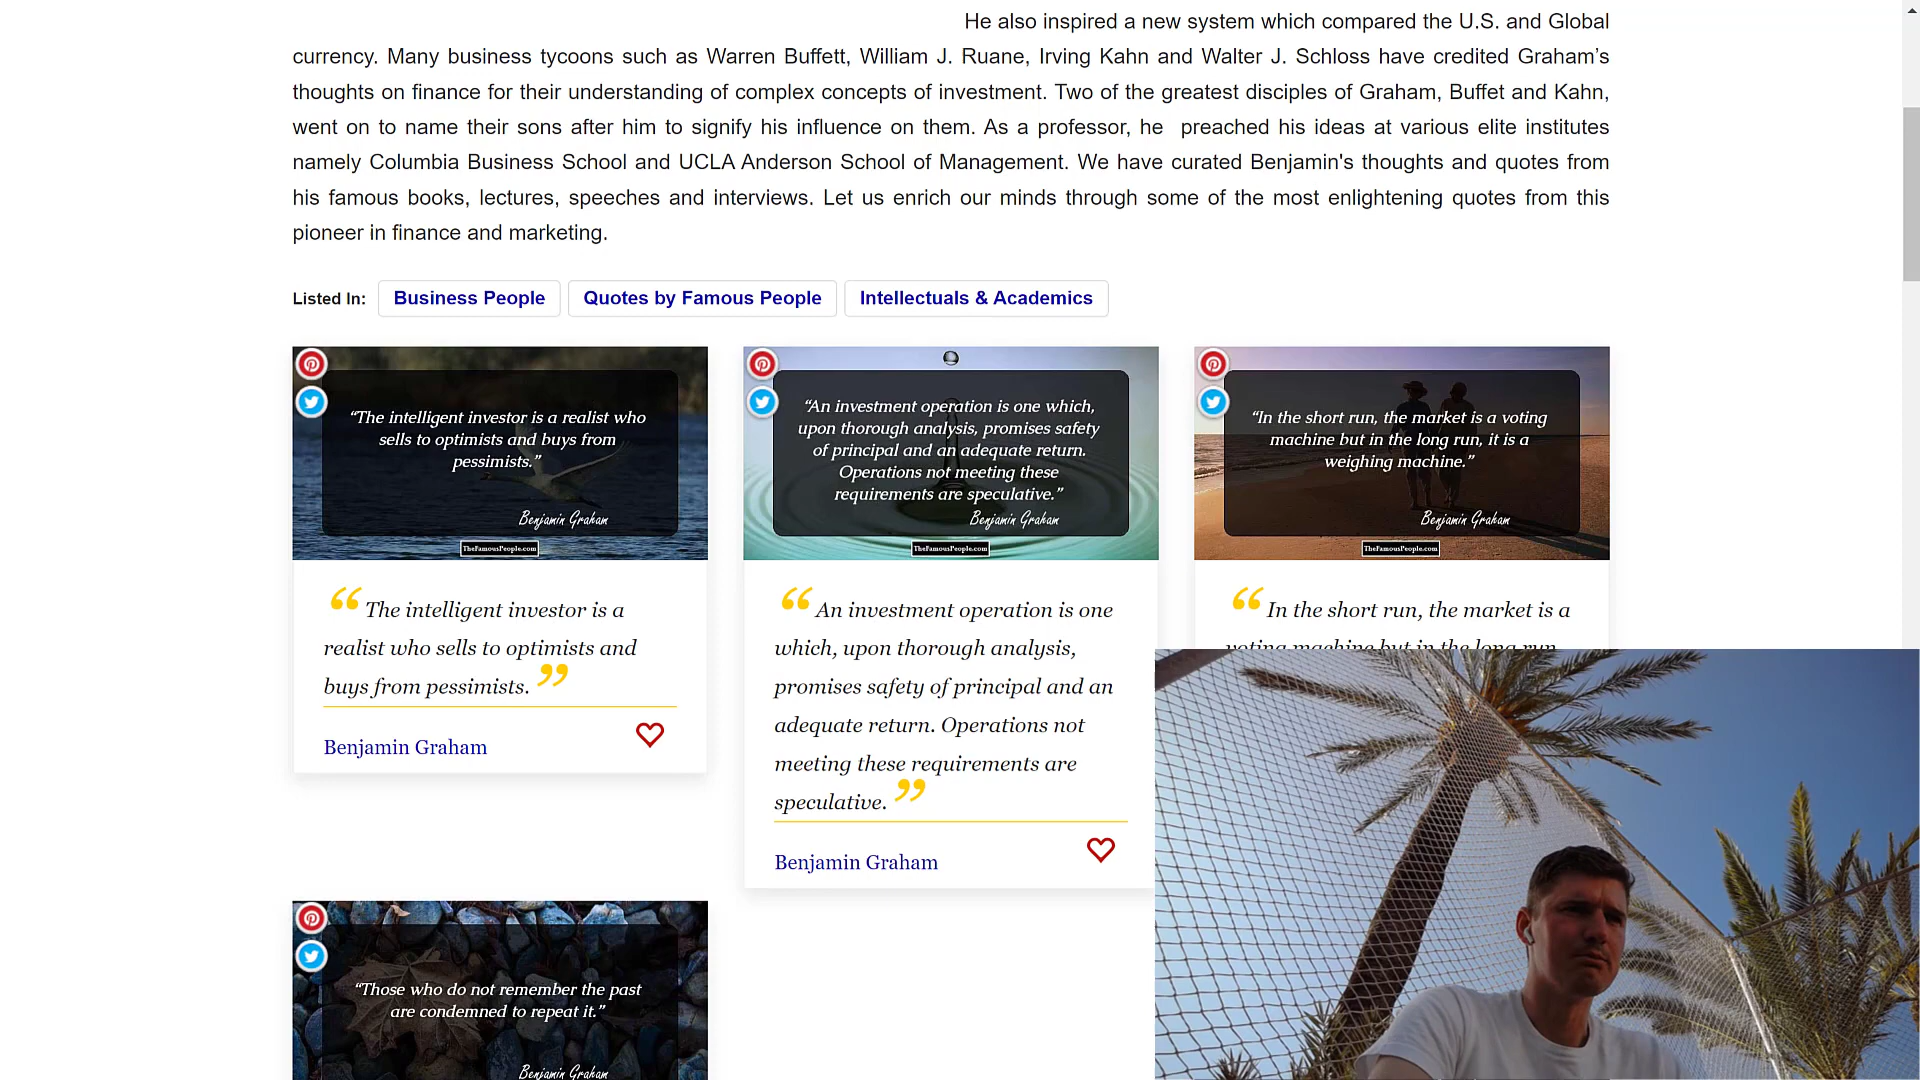 He also inspired a new system which compared the U.S. and Global
currency. Many business tycoons such as Warren Buffett, William J. Ruane, Irving Kahn and Walter J. Schloss have credited Graham’s
thoughts on finance for their understanding of complex concepts of investment. Two of the greatest disciples of Graham, Buffet and Kahn,
went on to name their sons after him to signify his influence on them. As a professor, he preached his ideas at various elite institutes
namely Columbia Business School and UCLA Anderson School of Management. We have curated Benjamin's thoughts and quotes from
his famous books, lectures, speeches and interviews. Let us enrich our minds through some of the most enlightening quotes from this
pioneer in finance and marketing.
Listed In: Business People Quotes by Famous People Intellectuals & Academics
“The intelligent investor is a realist who
sells to optimists and buys from
pessimists.”
Benjamin Graham
TheFamousPeople.com
“The intelligent investor is a
realist who sells to optimists and
buys from pessimists.”
Benjamin Graham
“An investment operation is one which,
upon thorough analysis, promises safety
of principal and an adequate return.
Operations not meeting these
requirements are speculative.”
Benjamin Graham
TheFamousPeople.com
“An investment operation is one
which, upon thorough analysis,
promises safety of principal and an
adequate return. Operations not
meeting these requirements are
speculative.”
Benjamin Graham
“In the short run, the market is a voting
machine but in the long run, it is a
weighing machine.”
Benjamin Graham
TheFamousPeople.com
“In the short run, the market is a
voting machine but in the long run,
“Those who do not remember the past
are condemned to repeat it.”
Benjamin Graham